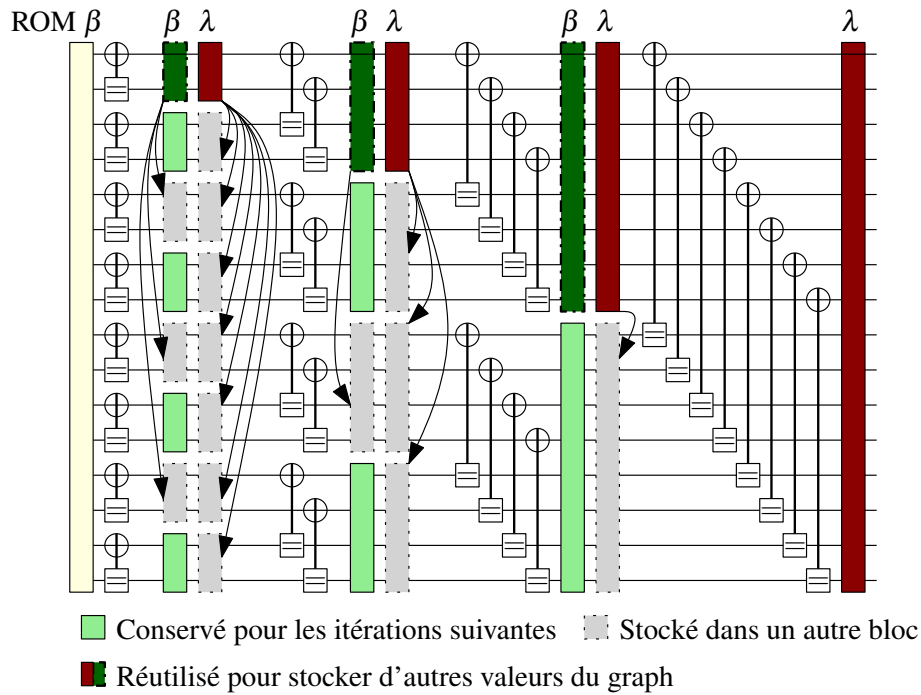 ROM β β λ β λ β λ λ
Conservé pour les itérations suivantes Stocké dans un autre bloc
Réutilisé pour stocker d'autres valeurs du graph